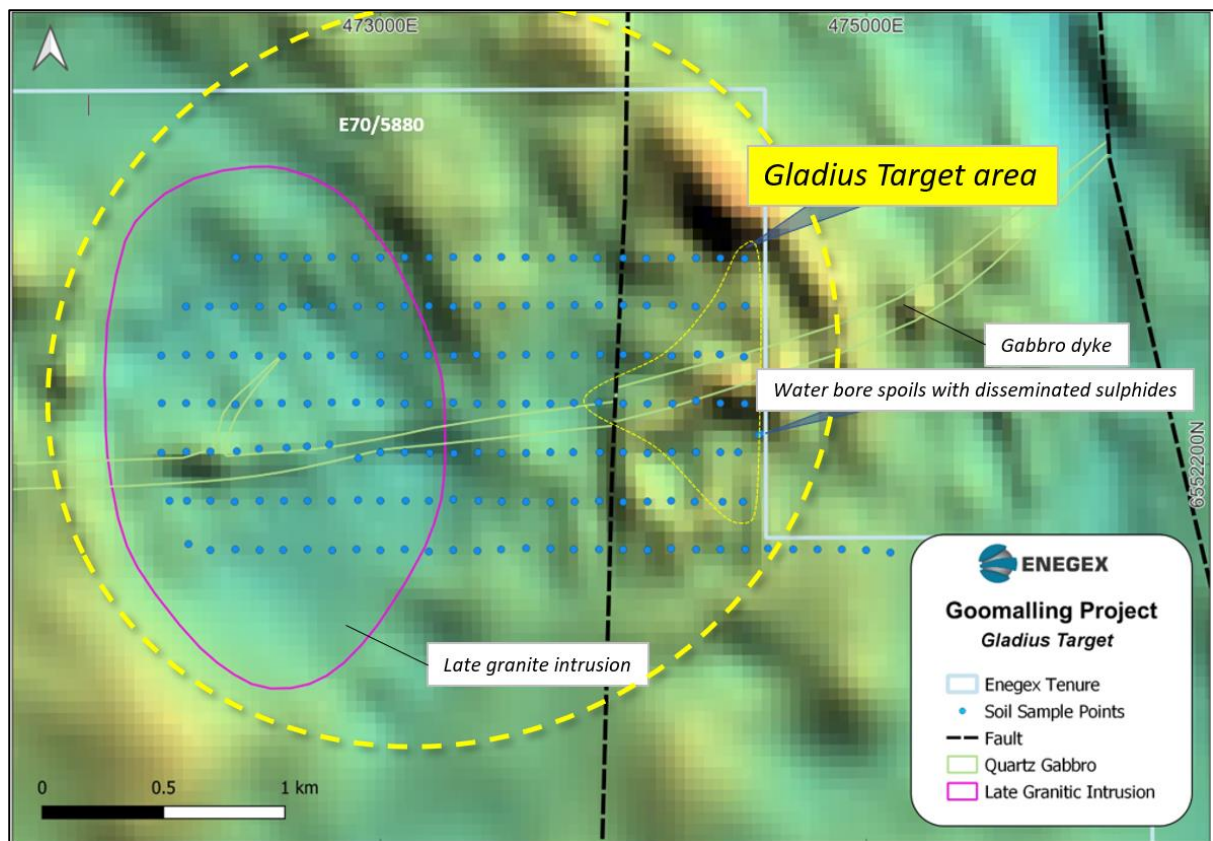 473000E
475000E
E70/5880
Gladius Target area
Gabbro dyke
Water bore spoils with disseminated sulphides
6552200N
Late granite intrusion
0 0.5 1 km
ENEGEX
Goomalling Project
Gladius Target
Enegex Tenure
Soil Sample Points
Fault
Quartz Gabbro
Late Granitic Intrusion